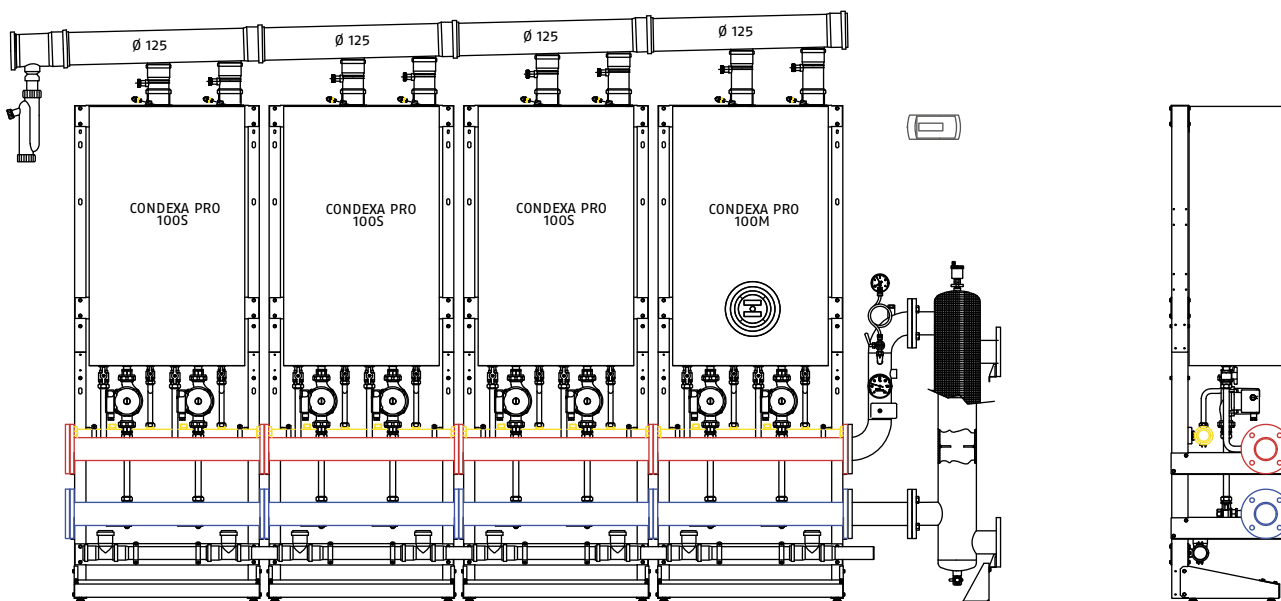 Ø 125
Ø 125
Ø 125
Ø 125
CONDEXA PRO
100S
CONDEXA PRO
100S
CONDEXA PRO
100S
CONDEXA PRO
100M